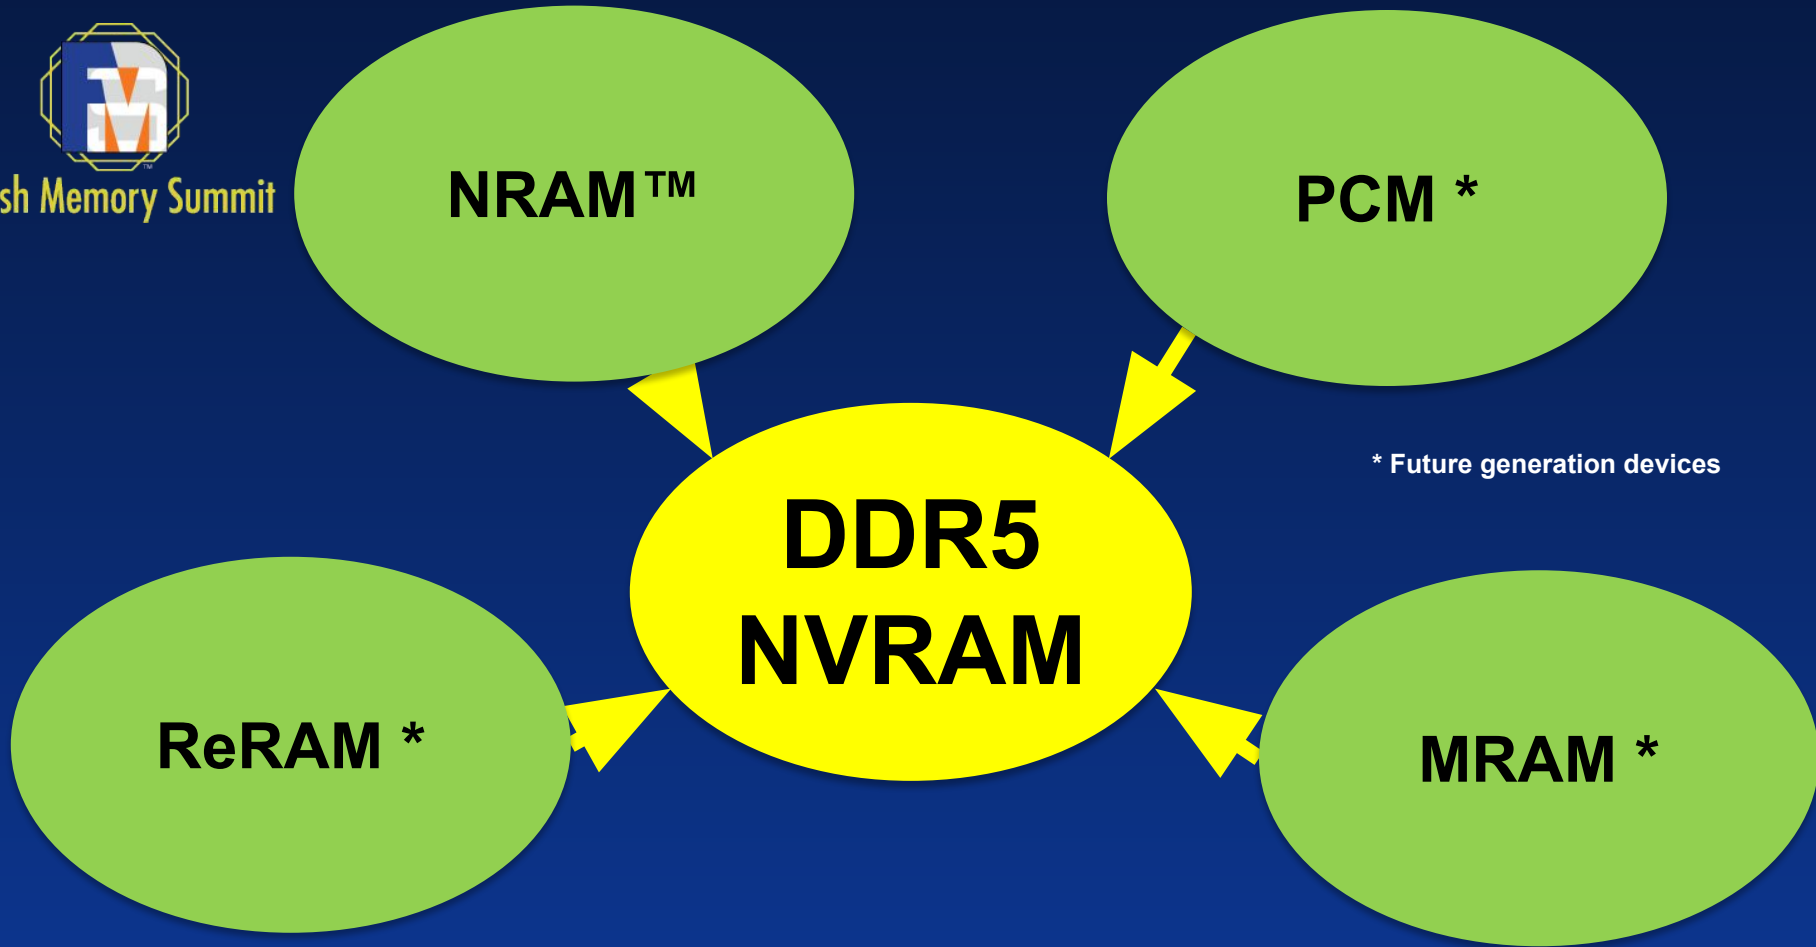 sh Memory Summit
NRAM™
PCM *
* Future generation devices
DDR5
NVRAM
ReRAM *
MRAM *